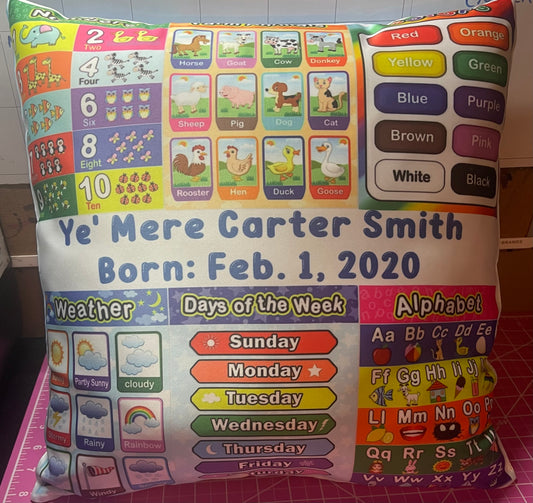 2
Two
Horse Goat Cow Donkey
Red Orange
4
Four
Yellow Green
6
Six
Sheep Pig Dog Cat
Blue Purple
8
Eight
Brown Pink
10
Ten
Rooster Hen Duck Goose
White Black
Ye' Mere Carter Smith
Born: Feb. 1, 2020
Weather Days of the Week Alphabet
Sunday
Aa Bb Cc Dd Ee
Partly Sunny cloudy
Monday
Ff Gg Hh Ii Jj
Tuesday
Ll Mm Nn Oo
Stormy Rainy Rainbow
Wednesday
Thursday
Qq Rr Ss
Friday
Windy
Vv Ww Xx Yy